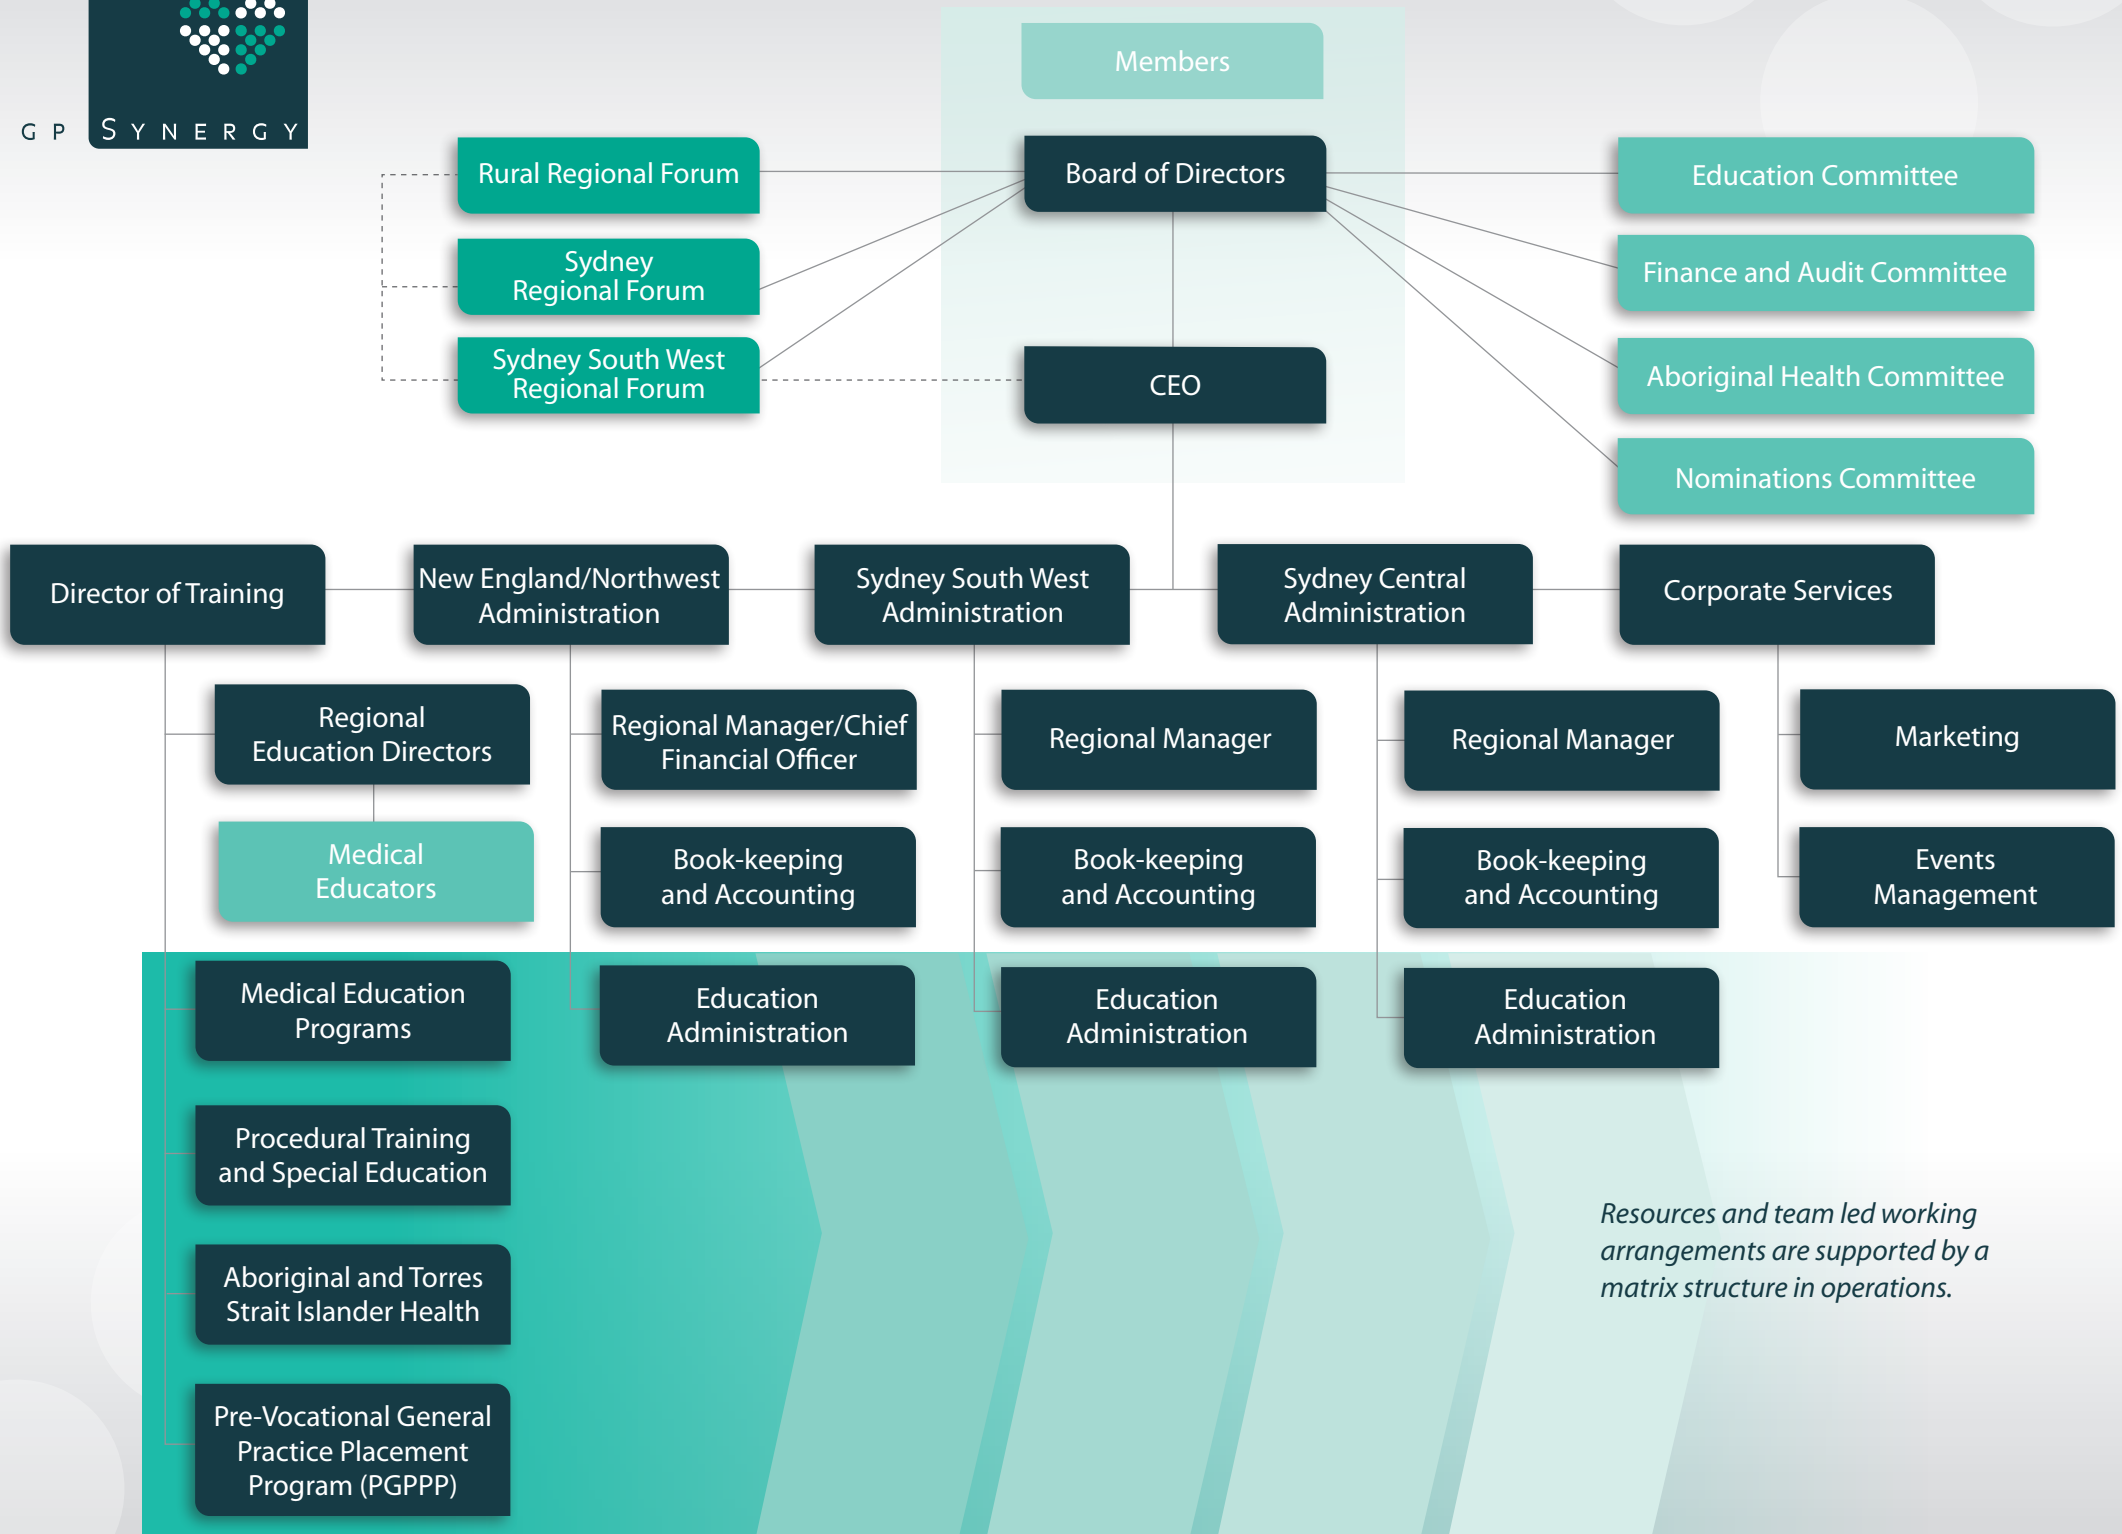 GP SYNERGY
Members
Board of Directors
Rural Regional Forum
Sydney
Regional Forum
Sydney South West
Regional Forum
CEO
Education Committee
Finance and Audit Committee
Aboriginal Health Committee
Nominations Committee
Director of Training
New England/Northwest
Administration
Sydney South West
Administration
Sydney Central
Administration
Corporate Services
Regional
Education Directors
Medical
Educators
Medical Education
Programs
Procedural Training
and Special Education
Aboriginal and Torres
Strait Islander Health
Pre-Vocational General
Practice Placement
Program (PGPPP)
Regional Manager/Chief
Financial Officer
Book-keeping
and Accounting
Education
Administration
Regional Manager
Book-keeping
and Accounting
Education
Administration
Regional Manager
Book-keeping
and Accounting
Education
Administration
Marketing
Events
Management
Resources and team led working
arrangements are supported by a
matrix structure in operations.